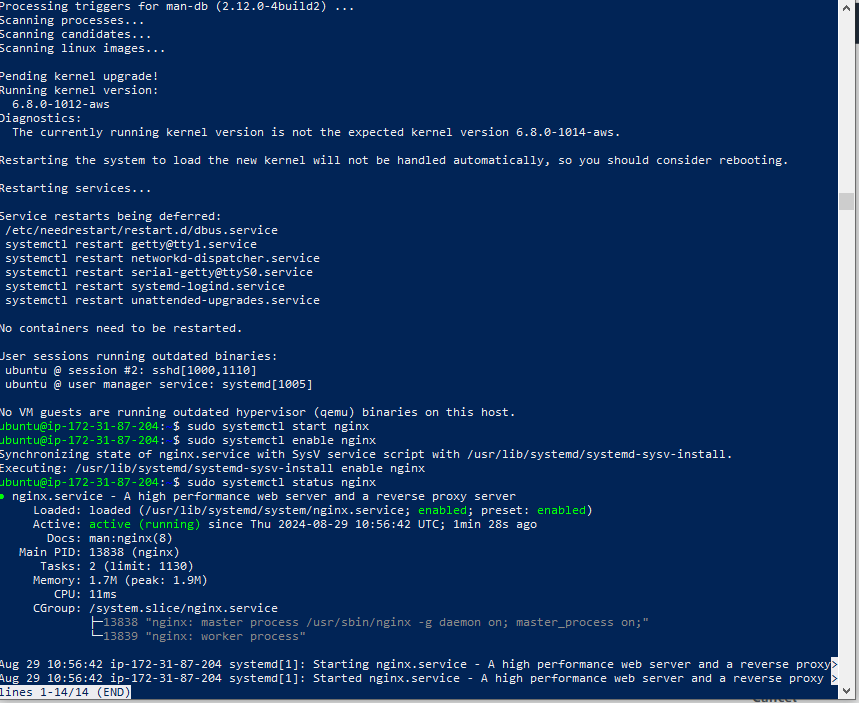 Processing triggers for man-db (2.12.0-4build2) ...
Scanning processes...
Scanning candidates...
Scanning linux images...
Pending kernel upgrade!
Running kernel version:
6.8.0-1012-aws
Diagnostics:
The currently running kernel version is not the expected kernel version 6.8.0-1014-aws.
Restarting the system to load the new kernel will not be handled automatically, so you should consider rebooting.
Restarting services...
Service restarts being deferred:
/etc/needrestart/restart.d/dbus.service
systemctl restart getty@tty1.service
systemctl restart networkd-dispatcher.service
systemctl restart serial-getty@ttyS0.service
systemctl restart systemd-logind.service
systemctl restart unattended-upgrades.service
No containers need to be restarted.
User sessions running outdated binaries:
ubuntu @ session #2: sshd[1000,1110]
ubuntu @ user manager service: systemd[1005]
No VM guests are running outdated hypervisor (qemu) binaries on this host.
ubuntu@ip-172-31-87-204: $ sudo systemctl start nginx
ubuntu@ip-172-31-87-204: $ sudo systemctl enable nginx
Synchronizing state of nginx.service with SysV service script with /usr/lib/systemd/systemd-sysv-install.
Executing: /usr/lib/systemd/systemd-sysv-install enable nginx
ubuntu@ip-172-31-87-204: $ sudo systemctl status nginx
● nginx.service - A high performance web server and a reverse proxy server
Loaded: loaded (/usr/lib/systemd/system/nginx.service; enabled; preset: enabled)
Active: active (running) since Thu 2024-08-29 10:56:42 UTC; 1min 28s ago
Docs: man:nginx(8)
Main PID: 13838 (nginx)
Tasks: 2 (limit: 1130)
Memory: 1.7M (peak: 1.9M)
CPU: 11ms
CGroup: /system.slice/nginx.service
├─13838 "nginx: master process /usr/sbin/nginx -g daemon on; master_process on;"
└─13839 "nginx: worker process"
Aug 29 10:56:42 ip-172-31-87-204 systemd[1]: Starting nginx.service - A high performance web server and a reverse proxy>
Aug 29 10:56:42 ip-172-31-87-204 systemd[1]: Started nginx.service - A high performance web server and a reverse proxy >
lines 1-14/14 (END)